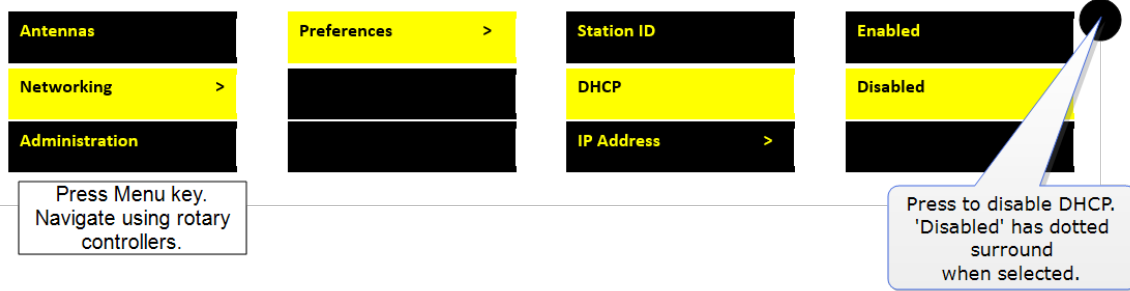 Antennas
Networking >
Administration
Preferences >
Station ID
DHCP
IP Address >
Enabled
Disabled
Press Menu key.
Navigate using rotary
controllers.
Press to disable DHCP.
'Disabled' has dotted
surround
when selected.